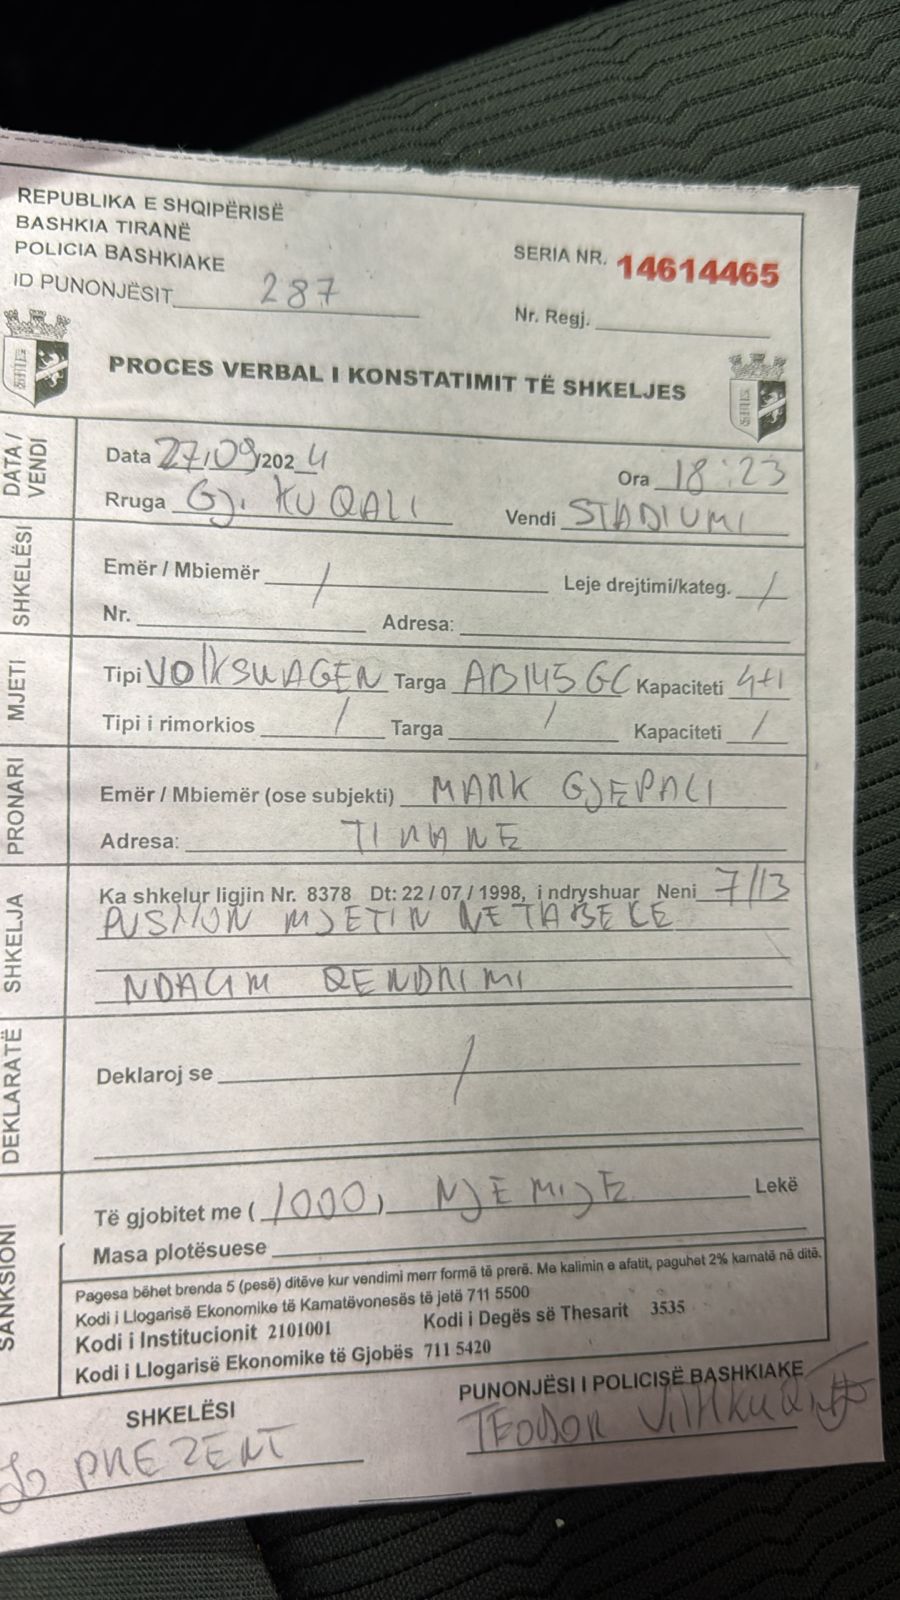 REPUBLIKA E SHQIPËRISË
BASHKIA TIRANË
POLICIA BASHKIAKE
ID PUNONJËSIT 287
SERIA NR. 14614465
Nr. Regj.
PROCES VERBAL I KONSTATIMIT TË SHKELJES
DATA / VENDI
Data 27/09/2024 Ora 18:23
Rruga Gj. KUQALI Vendi STADIUMI
SHKELËSI
Emër / Mbiemër / Leje drejtimi/kateg. /
Nr. Adresa:
MJETI
Tipi VOLKSWAGEN Targa AB145GC Kapaciteti 4+1
Tipi i rimorkios / Targa / Kapaciteti /
PRONARI
Emër / Mbiemër (ose subjekti) MARK GJEPALI
Adresa: TIRANE
SHKELJA
Ka shkelur ligjin Nr. 8378 Dt: 22 / 07 / 1998, i ndryshuar Neni 7/13
MJETIN NE TABELE
NDALIM QENDRIMI
DEKLARATË
Deklaroj se /
SANKSIONI
Të gjobitet me (1000) NJE MIJE Lekë
Masa plotësuese
Pagesa bëhet brenda 5 (pesë) ditëve kur vendimi merr formë të prerë. Me kalimin e afatit, paguhet 2% kamatë në ditë.
Kodi i Llogarisë Ekonomike të Kamatëvonesës të jetë 711 5500
Kodi i Institucionit 2101001 Kodi i Degës së Thesarit 3535
Kodi i Llogarisë Ekonomike të Gjobës 711 5420
SHKELËSI
PUNONJËSI I POLICISË BASHKIAKE
PREZENT
TEODOR